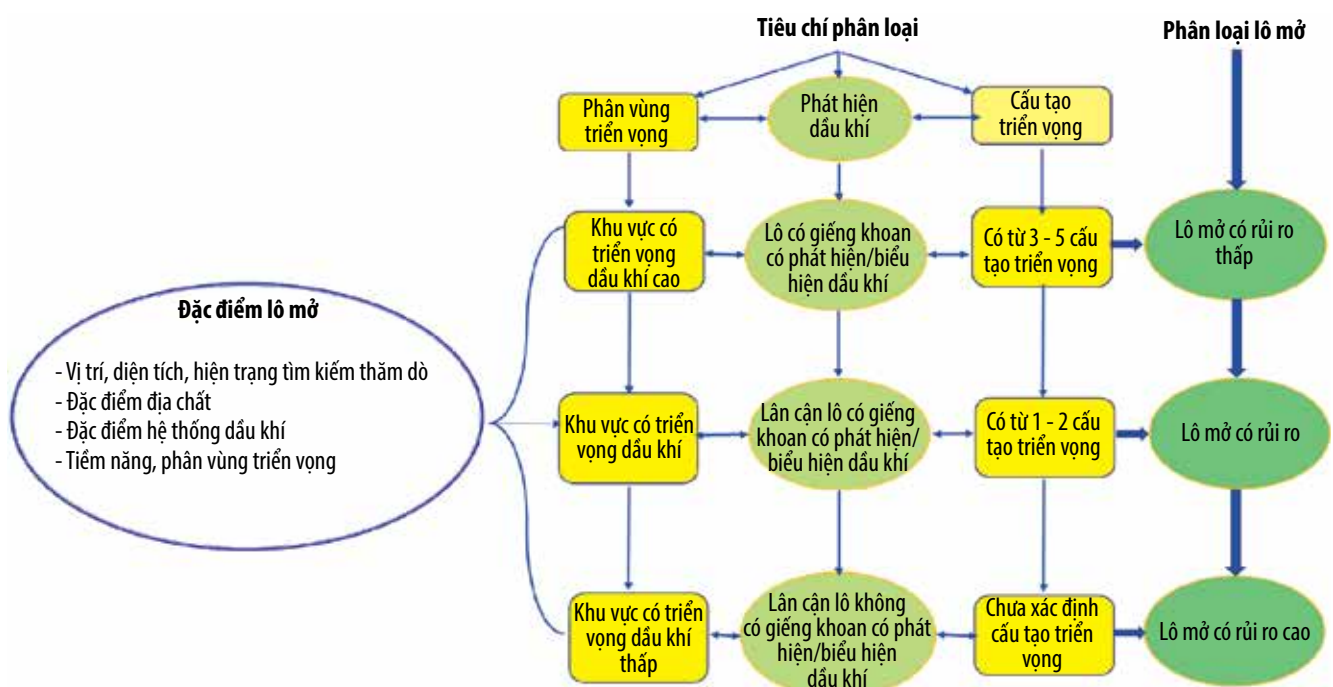 Tiêu chí phân loại
Phân loại lô mở
Phân vùng
triển vọng
Phát hiện
dầu khí
Cấu tạo
triển vọng
Khu vực có
triển vọng
dầu khí cao
Lô có giếng khoan
có phát hiện/biểu
hiện dầu khí
Có từ 3 - 5 cấu
tạo triển vọng
Lô mở có rủi ro
thấp
Đặc điểm lô mở
- Vị trí, diện tích, hiện trạng tìm kiếm thăm dò
- Đặc điểm địa chất
- Đặc điểm hệ thống dầu khí
- Tiềm năng, phân vùng triển vọng
Khu vực có triển
vọng dầu khí
Lân cận lô có giếng
khoan có phát hiện/
biểu hiện dầu khí
Có từ 1 - 2 cấu
tạo triển vọng
Lô mở có rủi ro
Khu vực có triển
vọng dầu khí
thấp
Lân cận lô không
có giếng khoan có phát
hiện/biểu hiện
dầu khí
Chưa xác định
cấu tạo triển
vọng
Lô mở có rủi ro cao